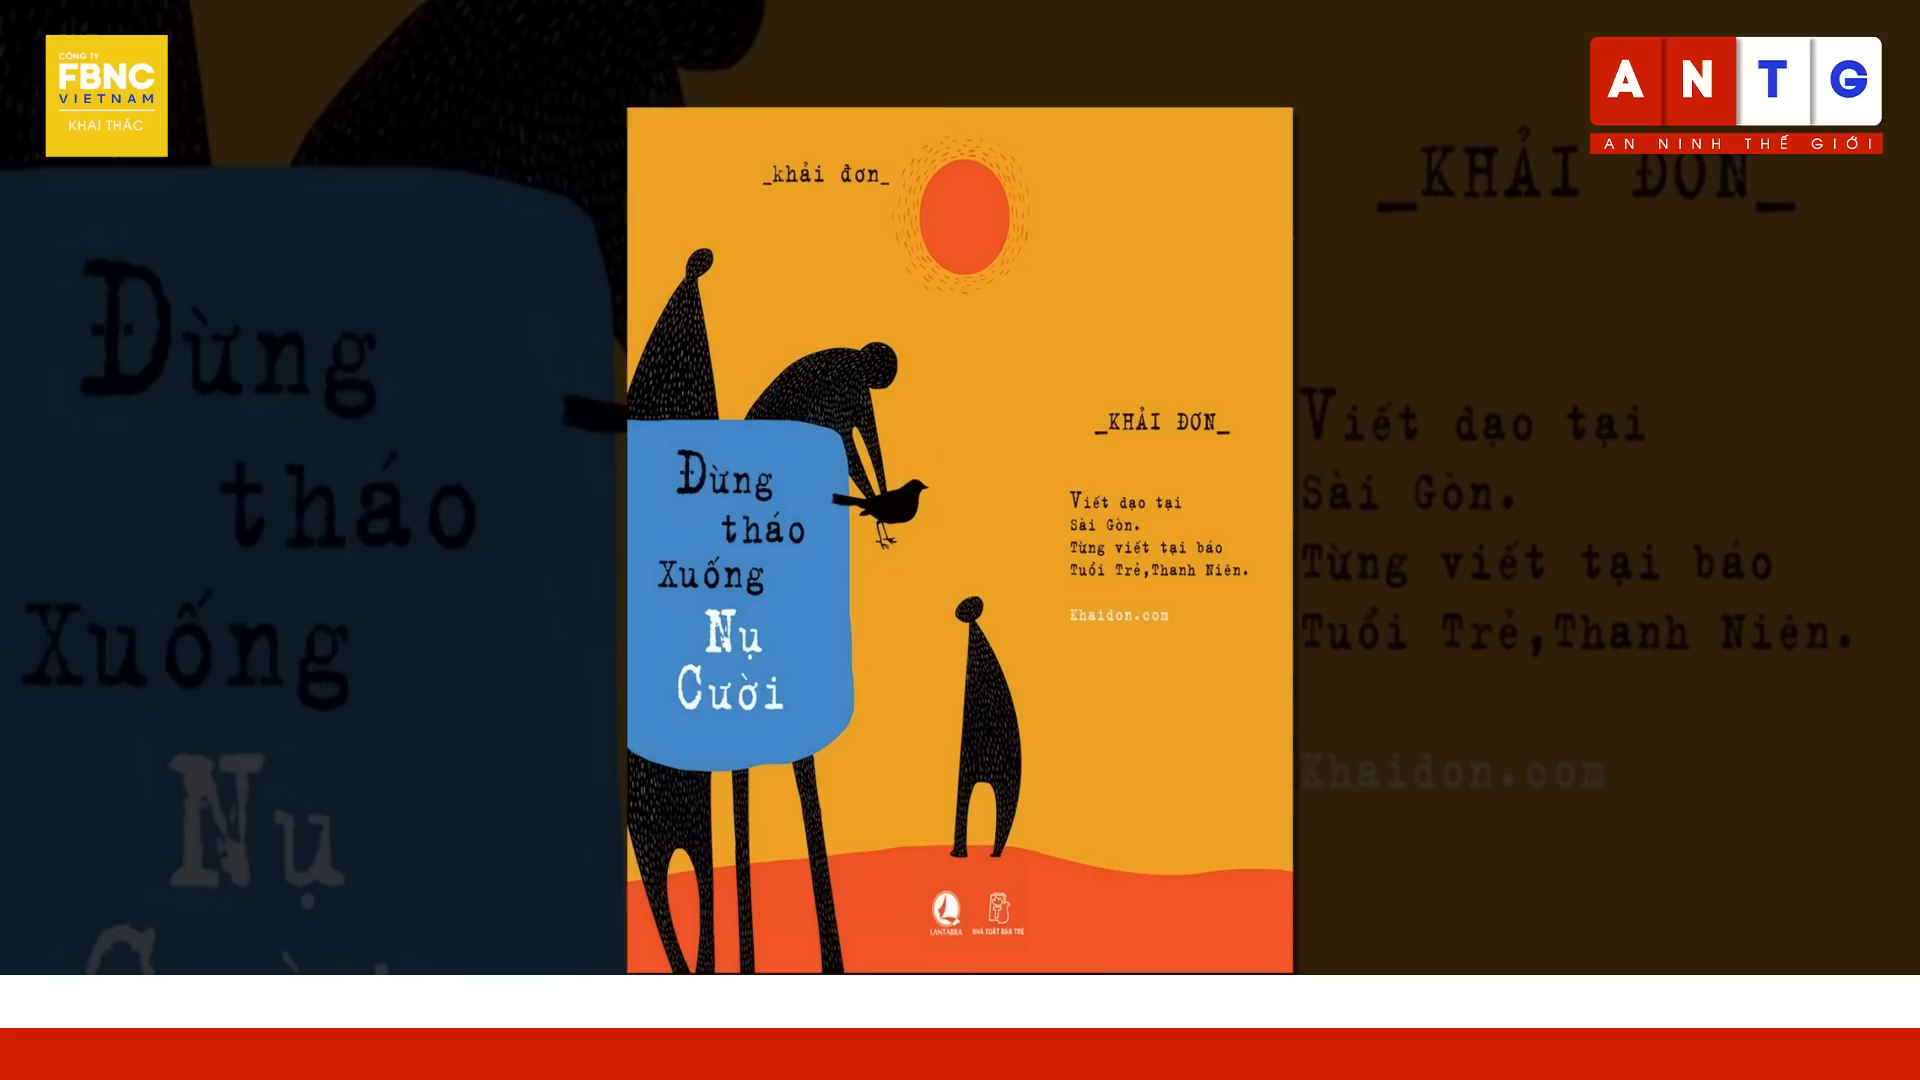 CÔNG TY
FBNC
VIETNAM
KHAI THÁC
ANTG
AN NINH THẾ GIỚI
_khải đơn_
Đừng
tháo
Xuống
Nụ
Cười
_KHẢI ĐƠN_
Viết dạo tại
Sài Gòn.
Từng viết tại báo
Tuổi Trẻ,Thanh Niên.
Khaidon.com
LANTABRA
NHÀ XUẤT BẢN TRẺ
Đừng
tháo
Xuống
Nụ
_KHẢI ĐƠN_
Viết dạo tại
Sài Gòn.
Từng viết tại báo
Tuổi Trẻ,Thanh Niên.
Khaidon.com